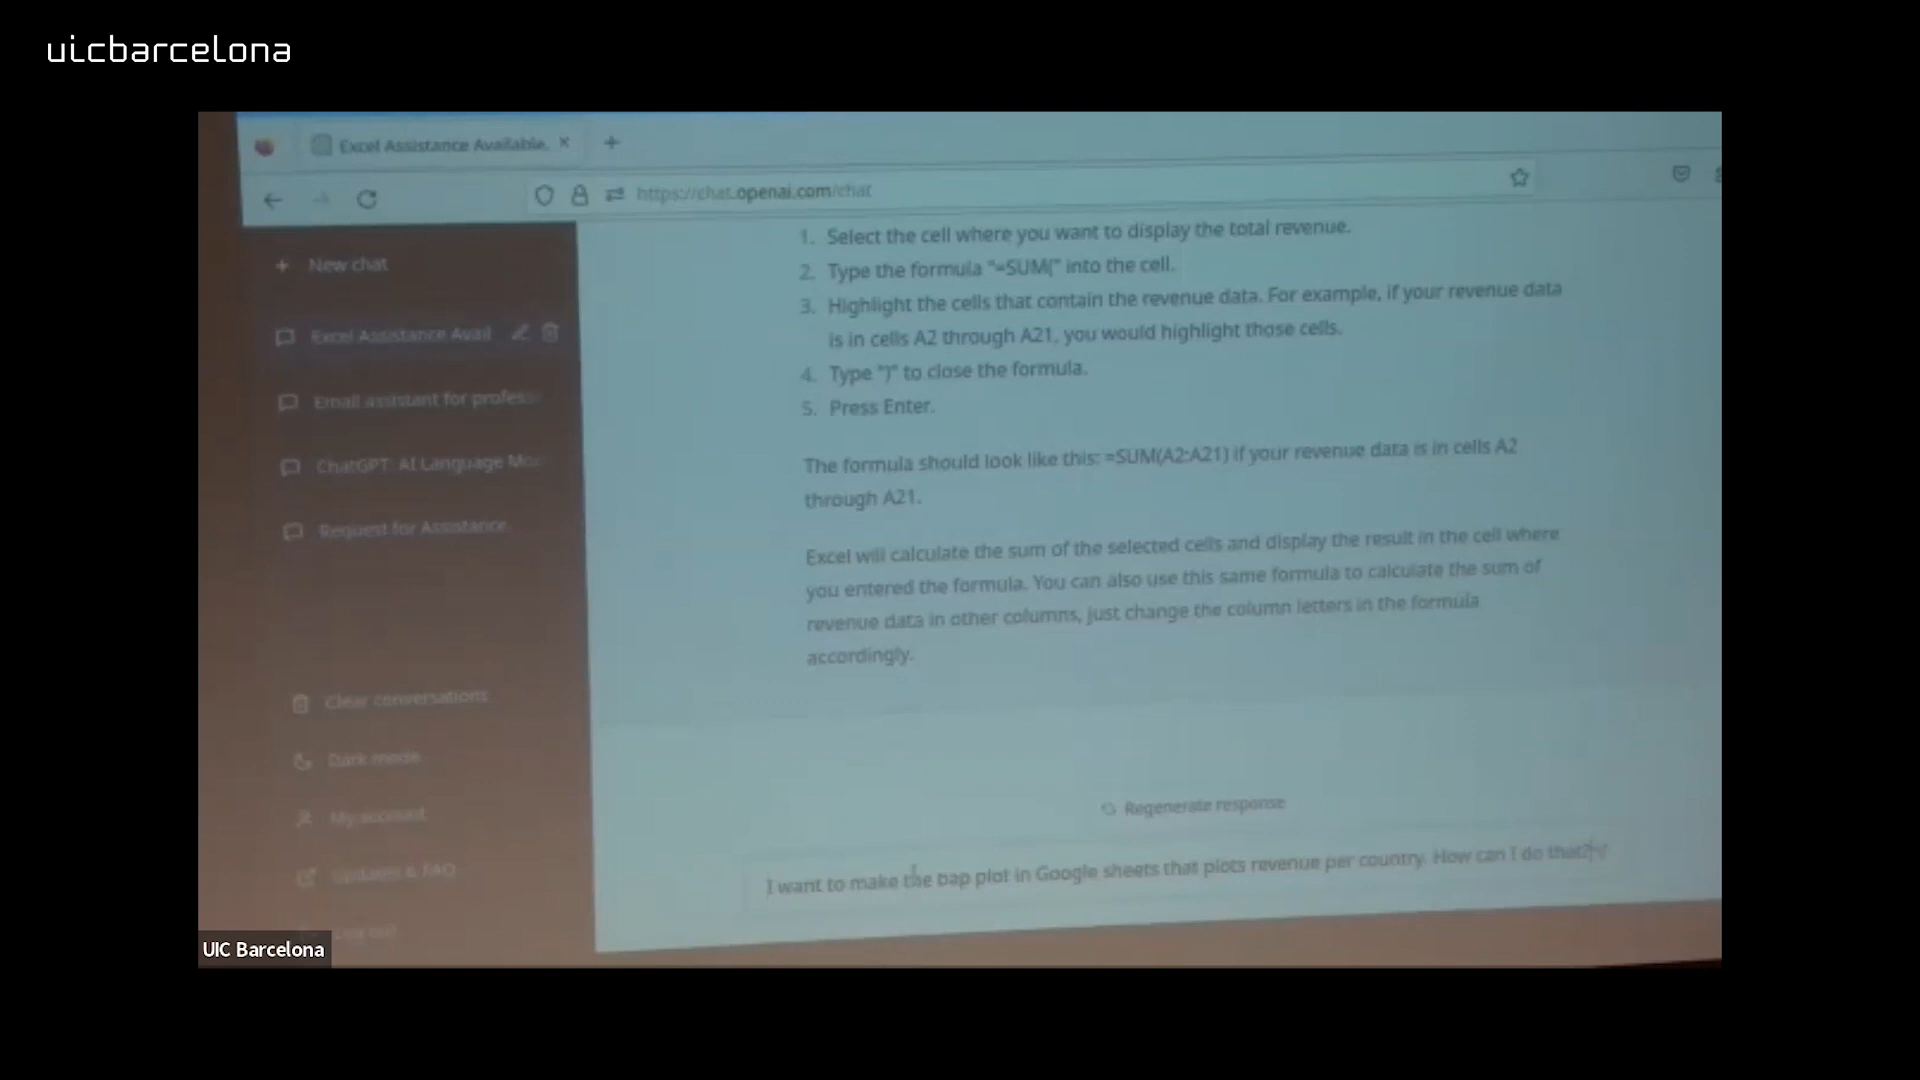 uicbarcelona
Excel Assistance Available.
https://chat.openai.com/chat
New chat
Excel Assistance Avail
Email assistant for profess
ChatGPT: AI Language Mo
Request for Assistance
Clear conversations
Dark mode
My account
Updates & FAQ
Log out
1. Select the cell where you want to display the total revenue.
2. Type the formula "=SUM(" into the cell.
3. Highlight the cells that contain the revenue data. For example, if your revenue data
is in cells A2 through A21, you would highlight those cells.
4. Type ")" to close the formula.
5. Press Enter.
The formula should look like this: =SUM(A2:A21) if your revenue data is in cells A2
through A21.
Excel will calculate the sum of the selected cells and display the result in the cell where
you entered the formula. You can also use this same formula to calculate the sum of
revenue data in other columns, just change the column letters in the formula
accordingly.
Regenerate response
I want to make the bap plot in Google sheets that plots revenue per country. How can I do that?
UIC Barcelona